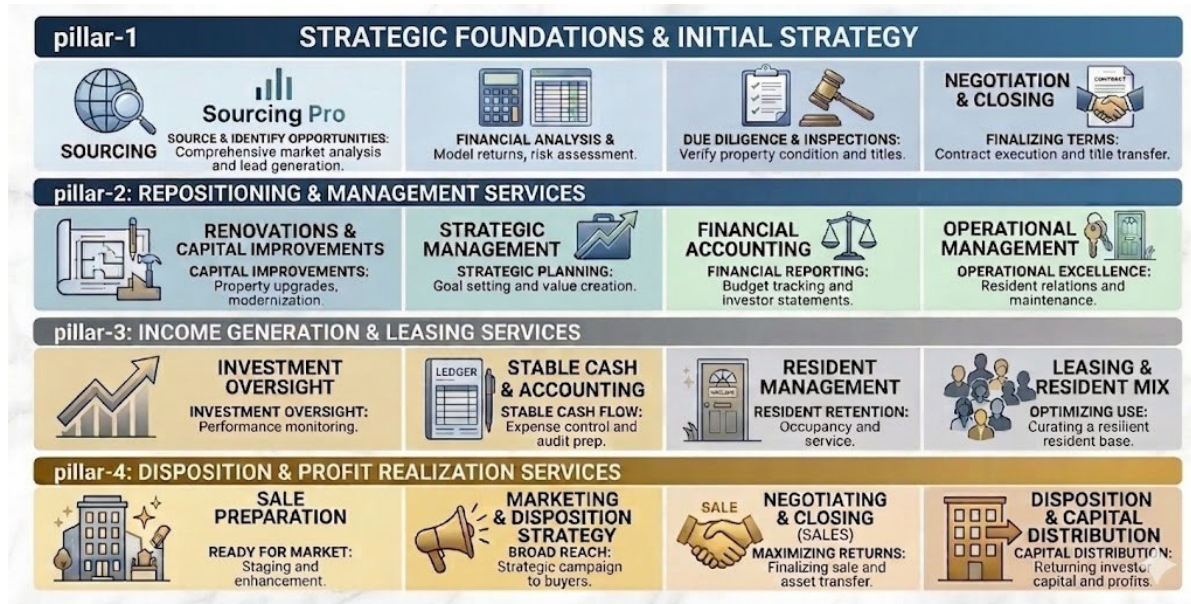 pillar-1 STRATEGIC FOUNDATIONS & INITIAL STRATEGY
SOURCING
Sourcing Pro
SOURCE & IDENTIFY OPPORTUNITIES:
Comprehensive market analysis
and lead generation.
FINANCIAL ANALYSIS &
Model returns, risk assessment.
DUE DILIGENCE & INSPECTIONS:
Verify property condition and titles.
NEGOTIATION
& CLOSING
CONTRACT
FINALIZING TERMS:
Contract execution and title transfer.
pillar-2: REPOSITIONING & MANAGEMENT SERVICES
RENOVATIONS &
CAPITAL IMPROVEMENTS
CAPITAL IMPROVEMENTS:
Property upgrades,
modernization.
STRATEGIC
MANAGEMENT
STRATEGIC PLANNING:
Goal setting and value creation.
FINANCIAL
ACCOUNTING
FINANCIAL REPORTING:
Budget tracking and
investor statements.
OPERATIONAL
MANAGEMENT
OPERATIONAL EXCELLENCE:
Resident relations and
maintenance.
pillar-3: INCOME GENERATION & LEASING SERVICES
INVESTMENT
OVERSIGHT
INVESTMENT OVERSIGHT:
Performance monitoring.
LEDGER
STABLE CASH
& ACCOUNTING
STABLE CASH FLOW:
Expense control and
audit prep.
RESIDENT
MANAGEMENT
RESIDENT RETENTION:
Occupancy and
service.
LEASING &
RESIDENT MIX
OPTIMIZING USE:
Curating a resilient
resident base.
pillar-4: DISPOSITION & PROFIT REALIZATION SERVICES
SALE
PREPARATION
READY FOR MARKET:
Staging and
enhancement.
MARKETING
& DISPOSITION
STRATEGY
BROAD REACH:
Strategic campaign
to buyers.
SALE
NEGOTIATING
& CLOSING
(SALES)
MAXIMIZING RETURNS:
Finalizing sale and
asset transfer.
DISPOSITION
& CAPITAL
DISTRIBUTION
CAPITAL DISTRIBUTION:
Returning investor
capital and profits.